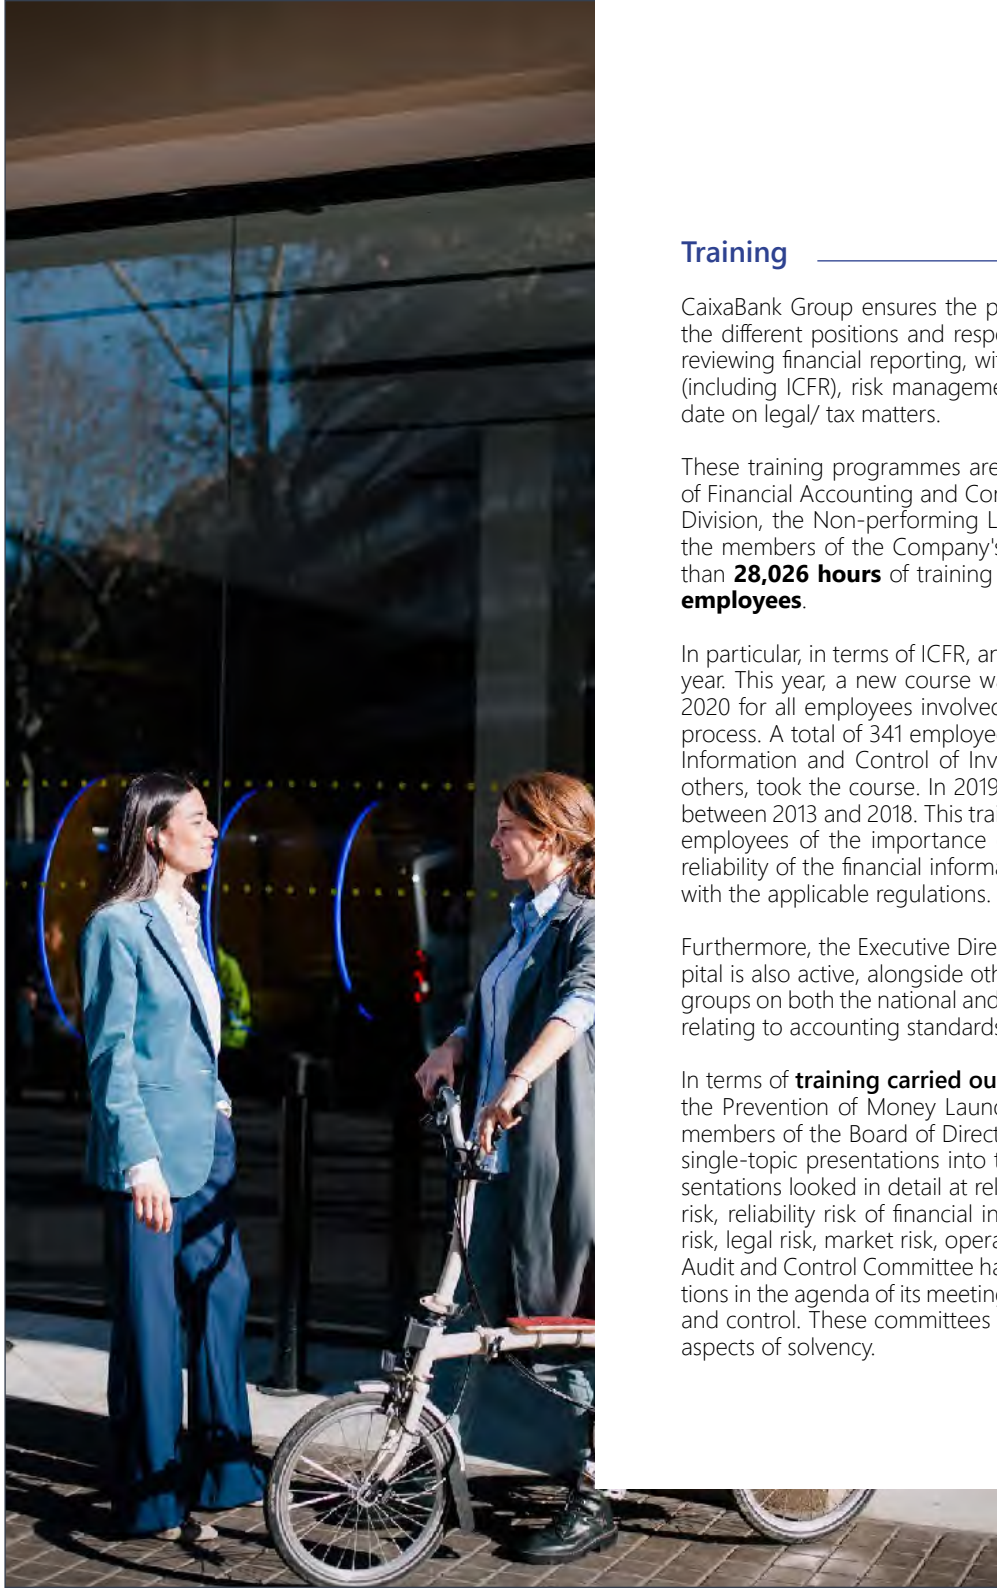 Training
CaixaBank Group ensures the p
the different positions and resp
reviewing financial reporting, wi
(including ICFR), risk manageme
date on legal/ tax matters.
These training programmes are
of Financial Accounting and Con
Division, the Non-performing L
the members of the Company's
than 28,026 hours of training
employees.
In particular, in terms of ICFR, an
year. This year, a new course wa
2020 for all employees involved
process. A total of 341 employe
Information and Control of Inv
others, took the course. In 2019
between 2013 and 2018. This trai
employees of the importance
reliability of the financial informa
with the applicable regulations.
Furthermore, the Executive Dire
pital is also active, alongside oth
groups on both the national and
relating to accounting standards
In terms of training carried ou
the Prevention of Money Laund
members of the Board of Direct
single-topic presentations into t
sentations looked in detail at rel
risk, reliability risk of financial in
risk, legal risk, market risk, opera
Audit and Control Committee ha
tions in the agenda of its meeting
and control. These committees
aspects of solvency.